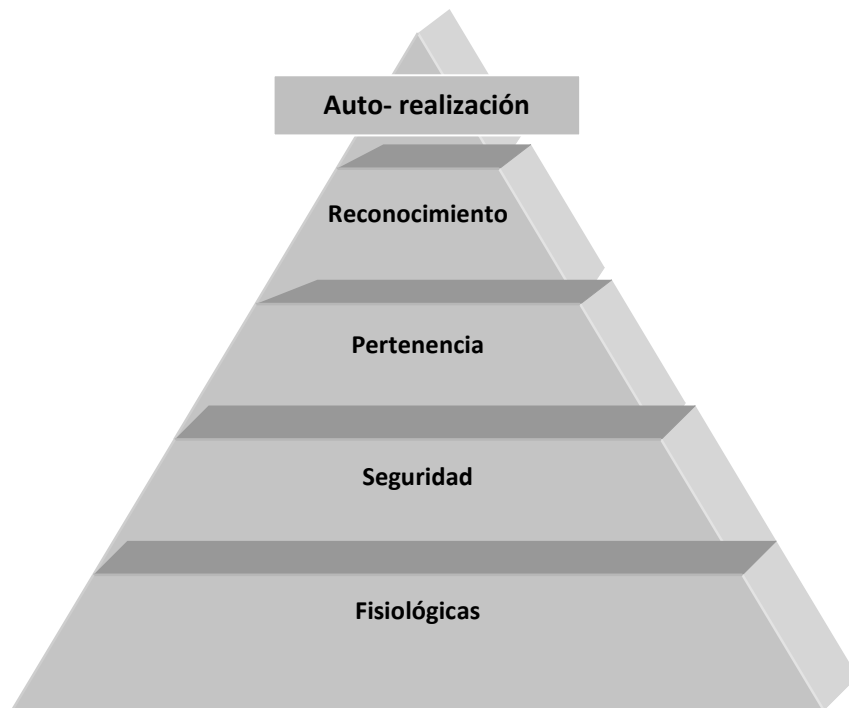 Auto- realización
Reconocimiento
Pertenencia
Seguridad
Fisiológicas